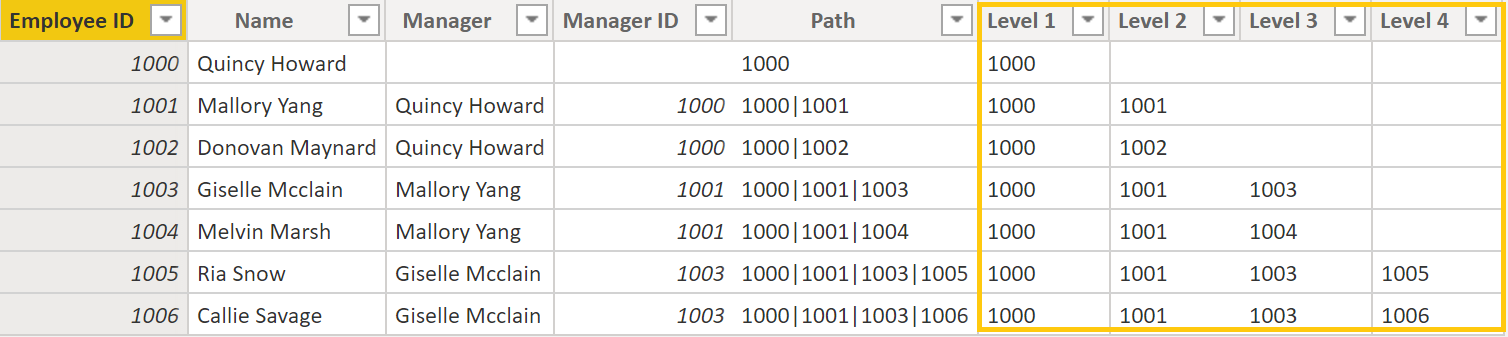 Employee ID Name Manager Manager ID Path Level 1 Level 2 Level 3 Level 4
1000 Quincy Howard 1000 1000
1001 Mallory Yang Quincy Howard 1000 1000|1001 1000 1001
1002 Donovan Maynard Quincy Howard 1000 1000|1002 1000 1002
1003 Giselle Mcclain Mallory Yang 1001 1000|1001|1003 1000 1001 1003
1004 Melvin Marsh Mallory Yang 1001 1000|1001|1004 1000 1001 1004
1005 Ria Snow Giselle Mcclain 1003 1000|1001|1003|1005 1000 1001 1003 1005
1006 Callie Savage Giselle Mcclain 1003 1000|1001|1003|1006 1000 1001 1003 1006